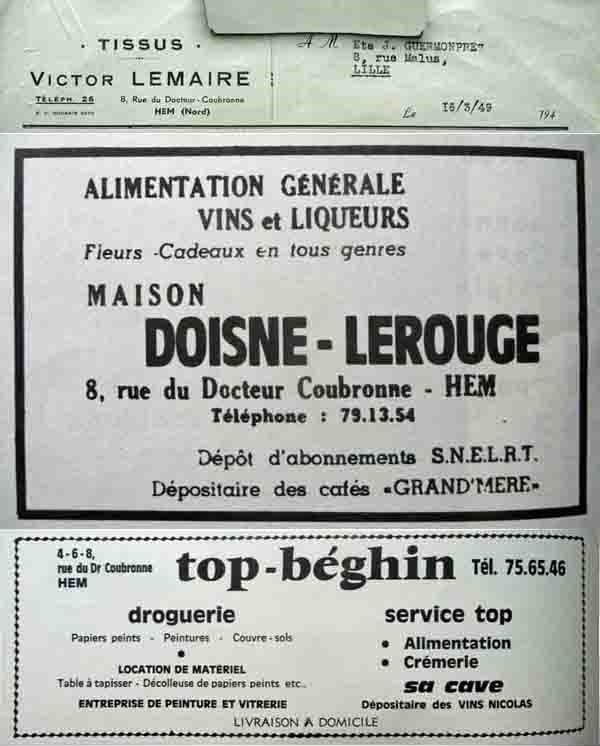 · TISSUS ·
VICTOR LEMAIRE
TÉLÉPH. 26
8, Rue du Docteur-Coubronne
HEM (Nord)
A M Ets J. GUERMONPREZ
8, rue Malus,
LILLE
Le 16/3/49 194
ALIMENTATION GÉNÉRALE
VINS et LIQUEURS
Fleurs -Cadeaux en tous genres
MAISON
DOISNE - LEROUGE
8, rue du Docteur Coubronne - HEM
Téléphone : 79.13.54
Dépôt d'abonnements S.N.E.L.R.T.
Dépositaire des cafés «GRAND'MERE»
4-6-8,
rue du Dr Coubronne
HEM
top-béghin
Tél. 75.65.46
droguerie
Papiers peints - Peintures - Couvre-sols
•
LOCATION DE MATÉRIEL
Table à tapisser - Décolleuse de papiers peints etc..
ENTREPRISE DE PEINTURE ET VITRERIE
service top
• Alimentation
• Crémerie
sa cave
Dépositaire des VINS NICOLAS
LIVRAISON A DOMICILE